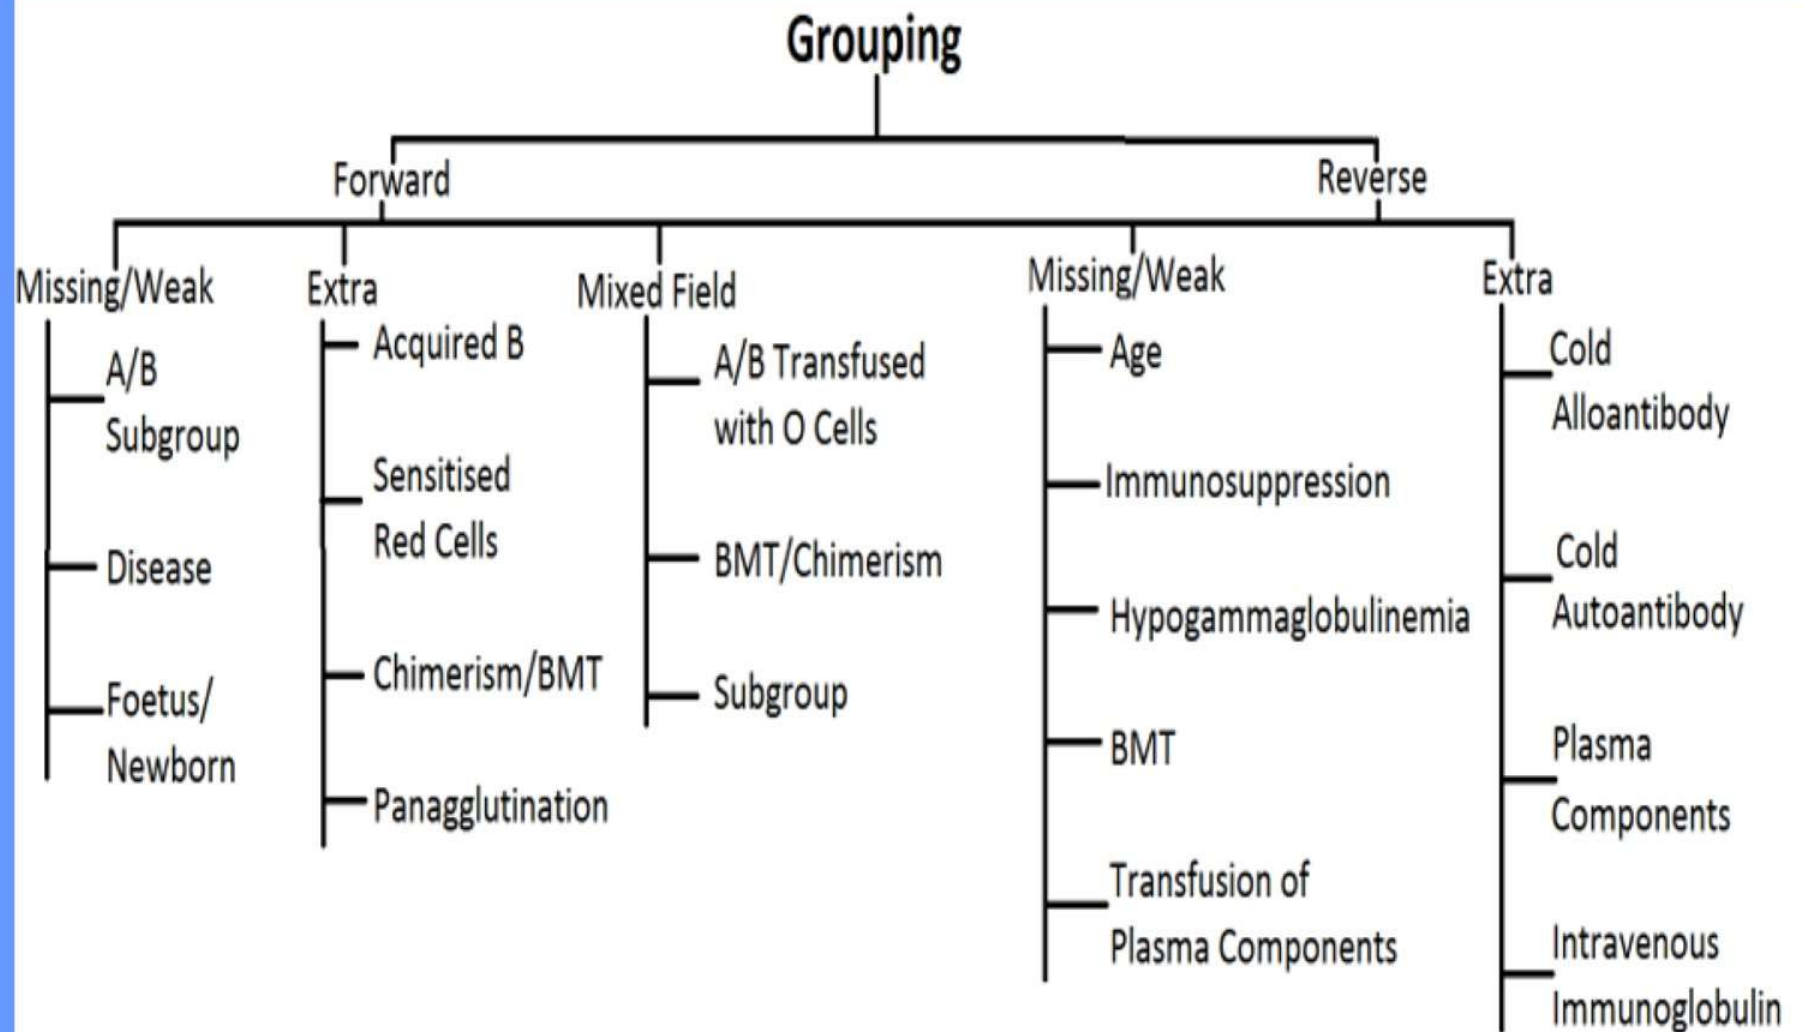 Grouping
Forward
Reverse
Missing/Weak
A/B
Subgroup
Disease
Foetus/
Newborn
Extra
Acquired B
Sensitised
Red Cells
Chimerism/BMT
Panagglutination
Mixed Field
A/B Transfused
with O Cells
BMT/Chimerism
Subgroup
Missing/Weak
Age
Immunosuppression
Hypogammaglobulinemia
BMT
Transfusion of
Plasma Components
Extra
Cold
Alloantibody
Cold
Autoantibody
Plasma
Components
Intravenous
Immunoglobulin